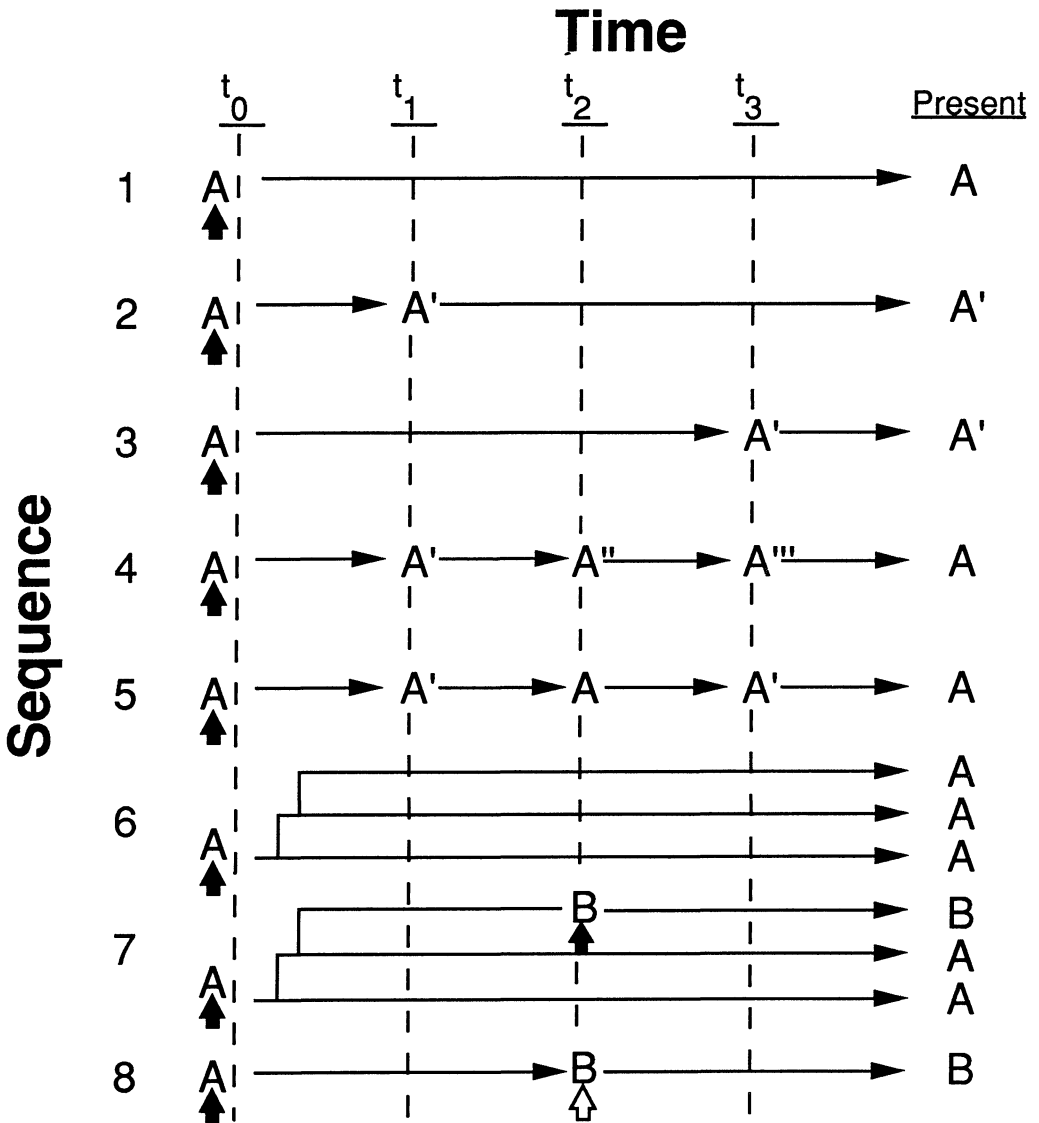 Time
t0 t1 t2 t3 Present
1 A A
2 A A' A'
3 A A' A'
4 A A' A'' A''' A
5 A A' A A' A
Sequence
A
6 A
A A
B B
7 A
A A
8 A B B